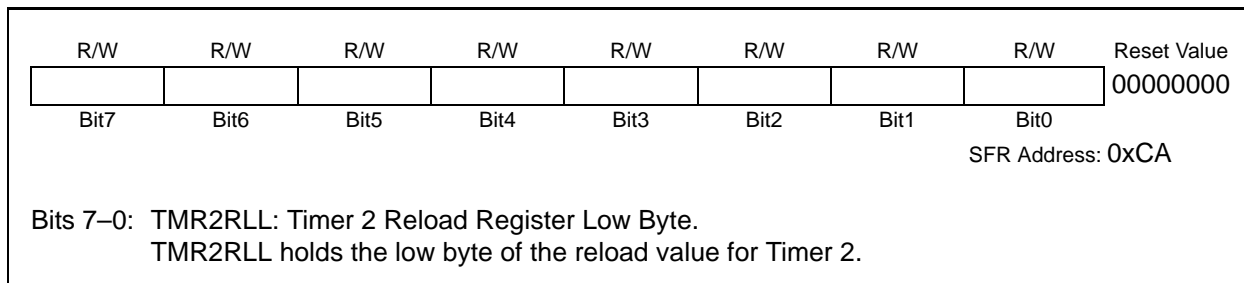 R/W R/W R/W R/W R/W R/W R/W R/W Reset Value
00000000
Bit7 Bit6 Bit5 Bit4 Bit3 Bit2 Bit1 Bit0
SFR Address: 0xCA
Bits 7–0: TMR2RLL: Timer 2 Reload Register Low Byte.
TMR2RLL holds the low byte of the reload value for Timer 2.